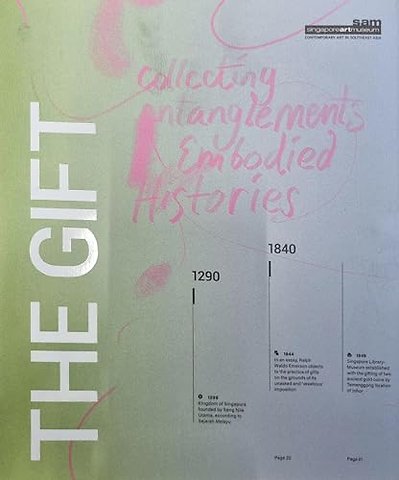 sam
singaporeartmuseum
CONTEMPORARY ART IN SOUTHEAST ASIA
Collecting
Entanglements
Embodied
Histories
THE GIFT
1290
1299
Kingdom of Singapore
founded by Sang Nila
Utama, according to
Sejarah Melayu
1840
1844
In an essay, Ralph
Waldo Emerson objects
to the practice of gifts
on the grounds of its
unasked and
imposition
1849
Singapore Library-
Museum established
with the gifting of two
ancient gold coins by
Temenggong Ibrahim
of Johor
Page 20
Page 21